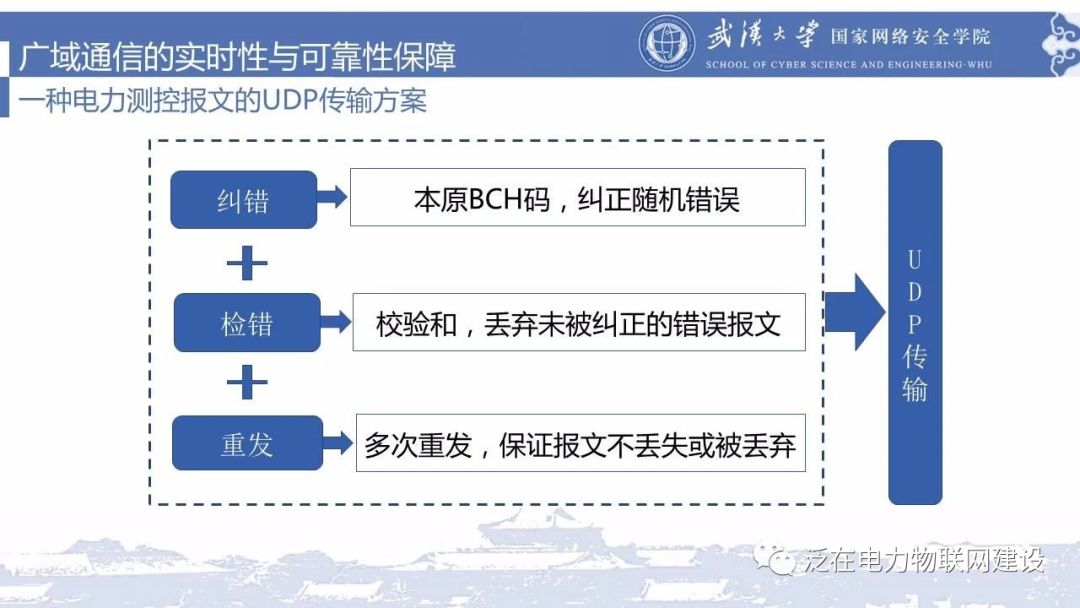 广域通信的实时性与可靠性保障
武汉大学 国家网络安全学院
SCHOOL OF CYBER SCIENCE AND ENGINEERING·WHU
一种电力测控报文的UDP传输方案
纠错
本原BCH码，纠正随机错误
检错
校验和，丢弃未被纠正的错误报文
重发
多次重发，保证报文不丢失或被丢弃
UDP传输
泛在电力物联网建设